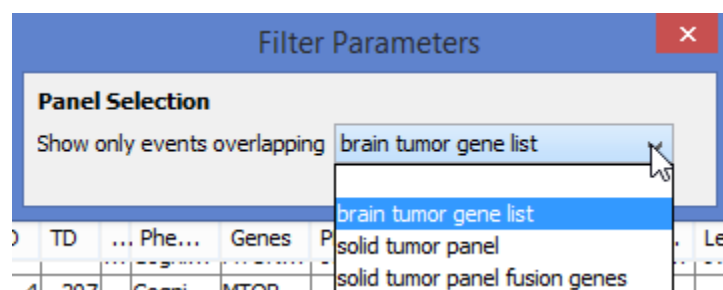 Filter Parameters
Panel Selection
Show only events overlapping brain tumor gene list
brain tumor gene list
TD ... Phe... Genes
solid tumor panel
solid tumor panel fusion genes
MTOR